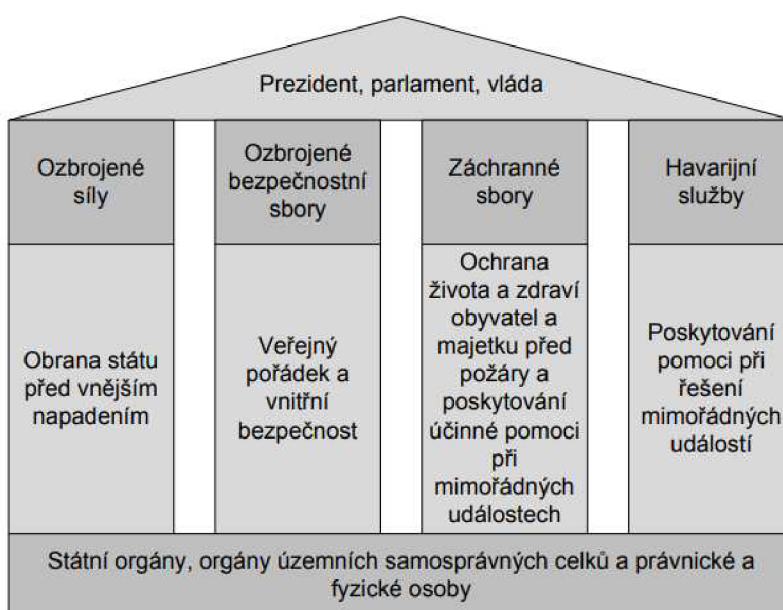 Prezident, parlament, vláda
Ozbrojené
síly
Ozbrojené
bezpečnostní
sbory
Záchranné
sbory
Havarijní
služby
Obrana státu
před vnějším
napadením
Veřejný
pořádek a
vnitřní
bezpečnost
Ochrana
života a zdraví
obyvatel a
majetku před
požáry a
poskytování
účinné pomoci
při
mimořádných
událostech
Poskytování
pomoci při
řešení
mimořádných
událostí
Státní orgány, orgány územních samosprávných celků a právnické a
fyzické osoby